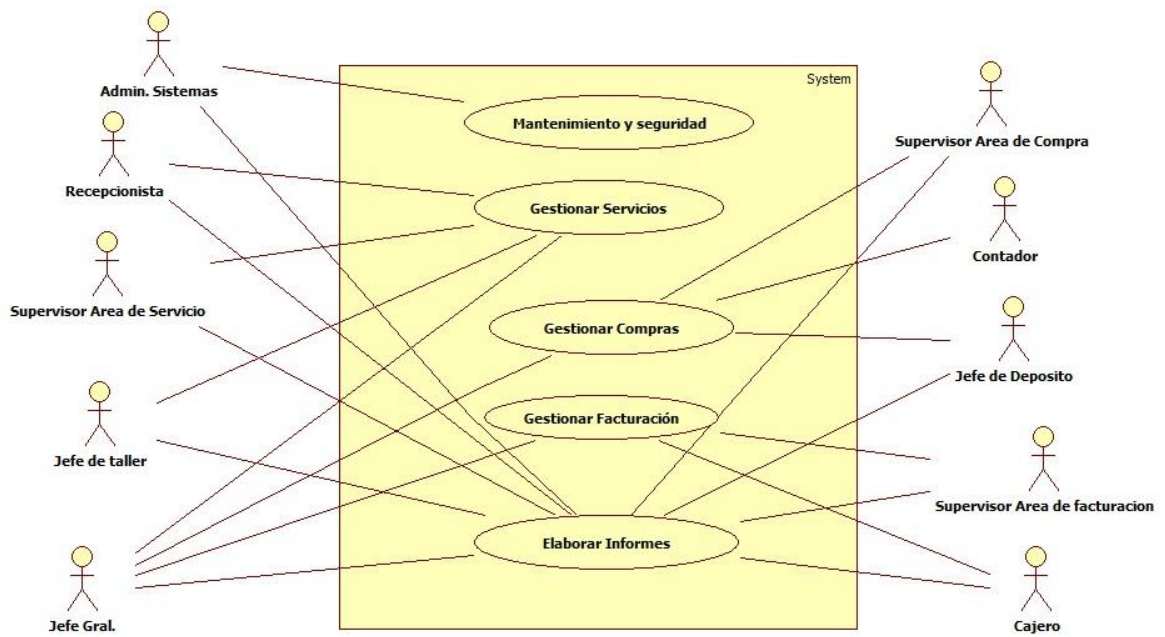 System
Admin. Sistemas
Mantenimiento y seguridad
Supervisor Area de Compra
Recepcionista
Gestionar Servicios
Contador
Supervisor Area de Servicio
Gestionar Compras
Jefe de Deposito
Gestionar Facturación
Jefe de taller
Supervisor Area de facturacion
Elaborar Informes
Jefe Gral.
Cajero